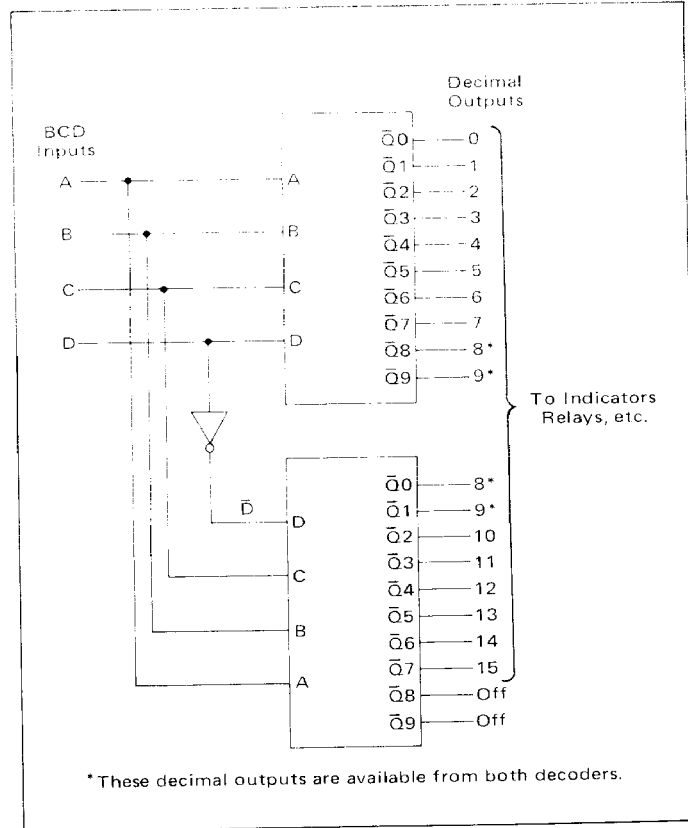 Decimal
Outputs
BCD
Inputs
A
B
C
D
A
B
C
D
Q̅0 0
Q̅1 1
Q̅2 2
Q̅3 3
Q̅4 4
Q̅5 5
Q̅6 6
Q̅7 7
Q̅8 8*
Q̅9 9*
To Indicators
Relays, etc.
D̅
D
C
B
A
Q̅0 8*
Q̅1 9*
Q̅2 10
Q̅3 11
Q̅4 12
Q̅5 13
Q̅6 14
Q̅7 15
Q̅8 Off
Q̅9 Off
*These decimal outputs are available from both decoders.